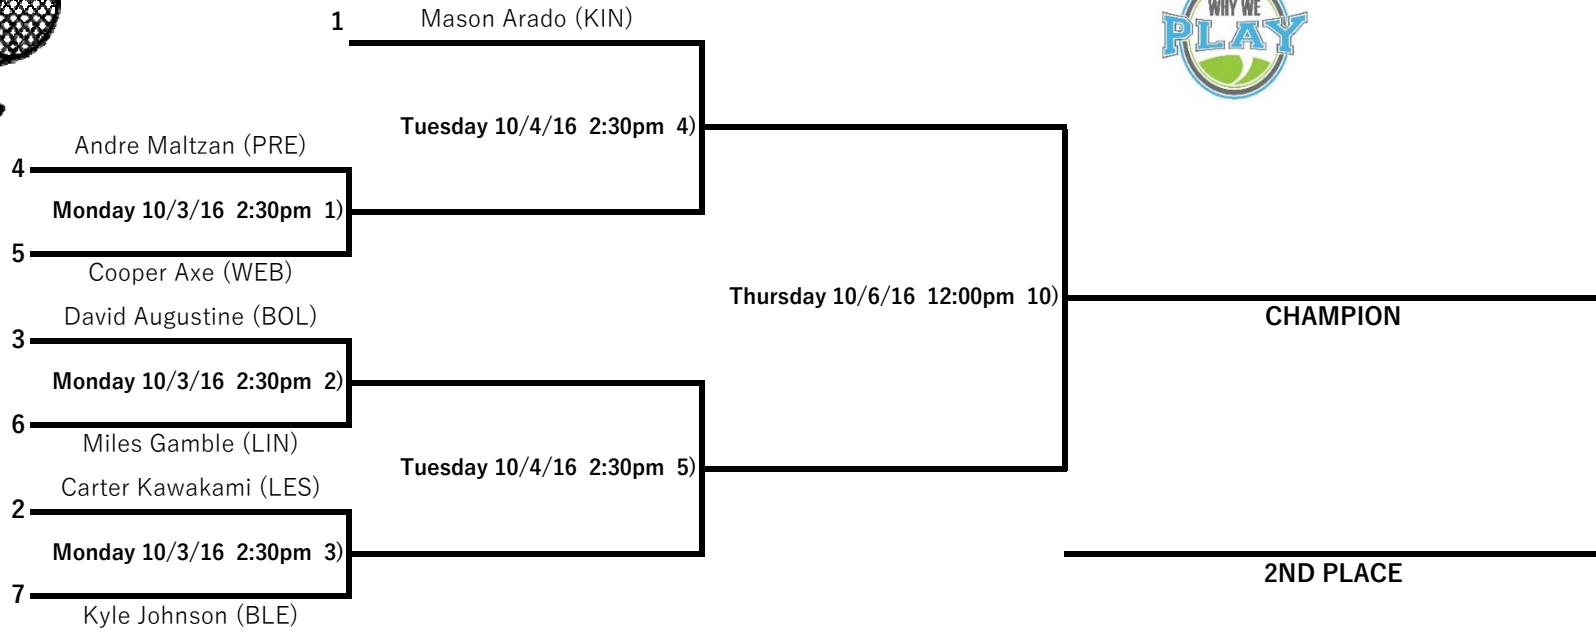 1
Mason Arado (KIN)
WHY WE
PLAY
Tuesday 10/4/16 2:30pm 4)
Andre Maltzan (PRE)
4
Monday 10/3/16 2:30pm 1)
5
Cooper Axe (WEB)
Thursday 10/6/16 12:00pm 10)
CHAMPION
David Augustine (BOL)
3
Monday 10/3/16 2:30pm 2)
6
Miles Gamble (LIN)
Tuesday 10/4/16 2:30pm 5)
Carter Kawakami (LES)
2
Monday 10/3/16 2:30pm 3)
7
Kyle Johnson (BLE)
2ND PLACE